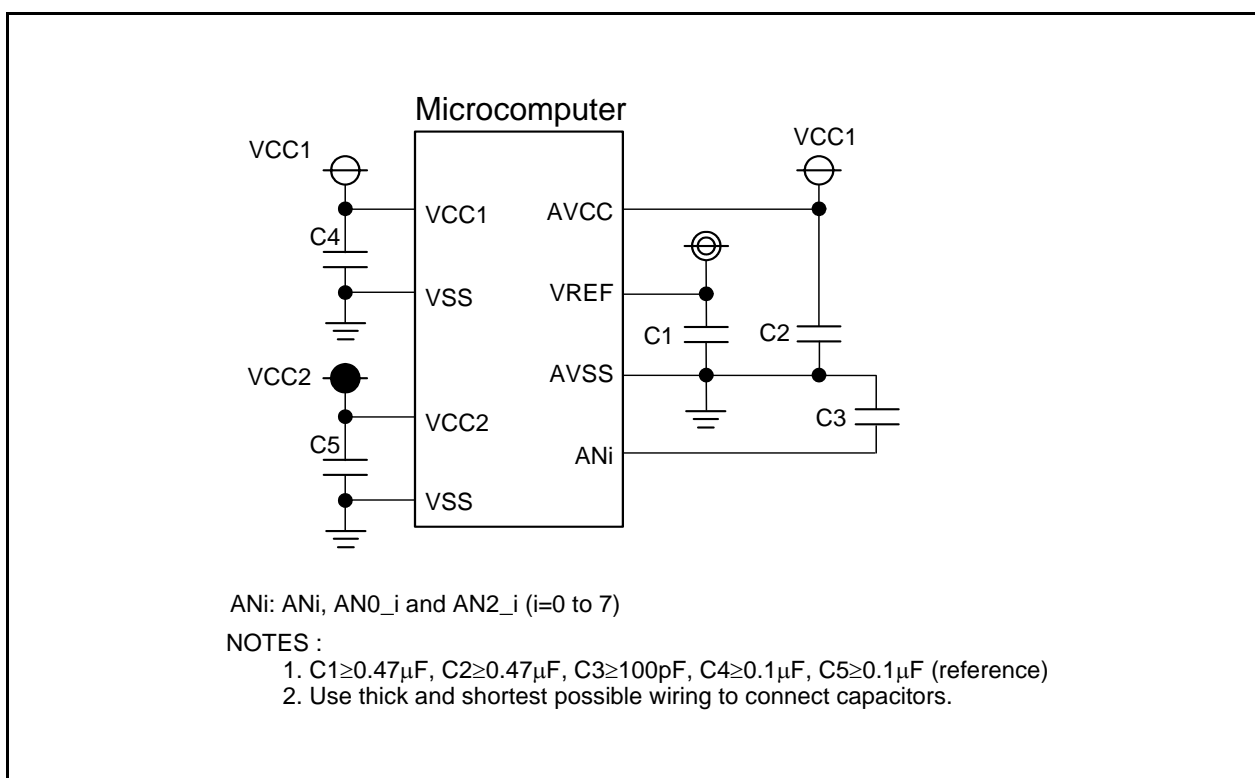 Microcomputer
VCC1
VCC1
VCC1
AVCC
C4
VSS
VREF
C1
C2
VCC2
AVSS
VCC2
C3
C5
ANi
VSS
ANi: ANi, AN0_i and AN2_i (i=0 to 7)
NOTES :
1. C1≥0.47μF, C2≥0.47μF, C3≥100pF, C4≥0.1μF, C5≥0.1μF (reference)
2. Use thick and shortest possible wiring to connect capacitors.